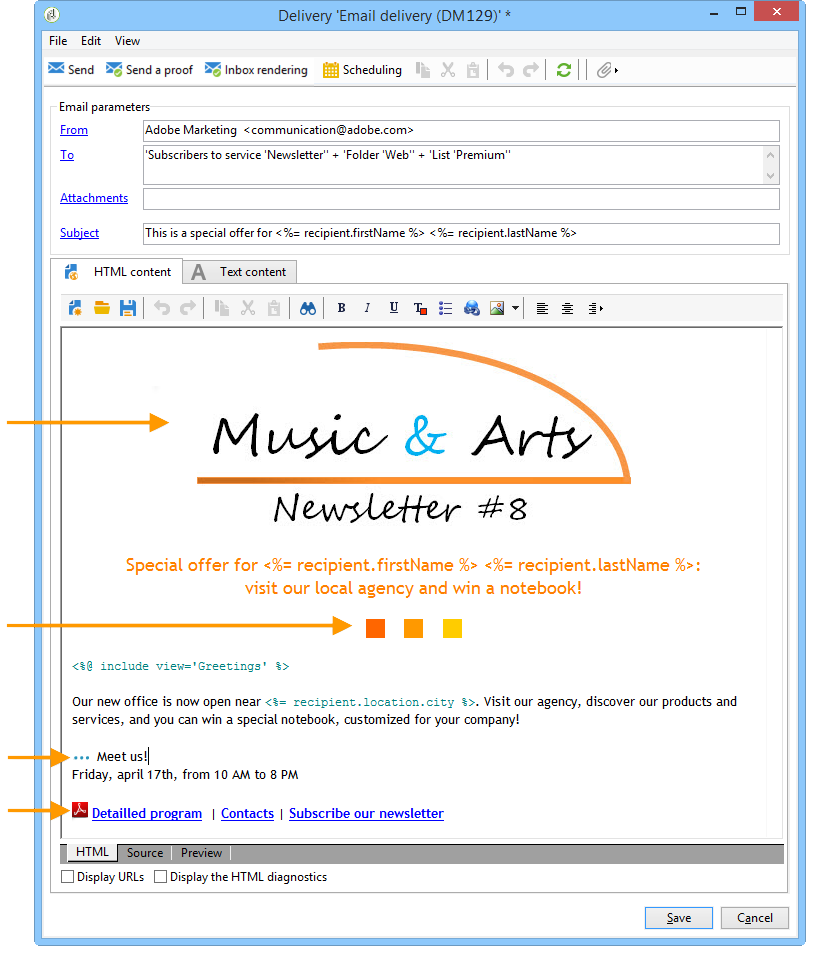 Delivery 'Email delivery (DM129)' *
File Edit View
Send Send a proof Inbox rendering Scheduling
Email parameters
From Adobe Marketing <communication@adobe.com>
To 'Subscribers to service 'Newsletter'' + 'Folder 'Web'' + 'List 'Premium''
Attachments
Subject This is a special offer for <%= recipient.firstName %> <%= recipient.lastName %>
HTML content Text content
B I U T
Music & Arts
Newsletter #8
Special offer for <%= recipient.firstName %> <%= recipient.lastName %>:
visit our local agency and win a notebook!
<%@ include view='Greetings' %>
Our new office is now open near <%= recipient.location.city %>. Visit our agency, discover our products and
services, and you can win a special notebook, customized for your company!
Meet us!
Friday, april 17th, from 10 AM to 8 PM
Detailled program | Contacts | Subscribe our newsletter
HTML Source Preview
Display URLs Display the HTML diagnostics
Save Cancel